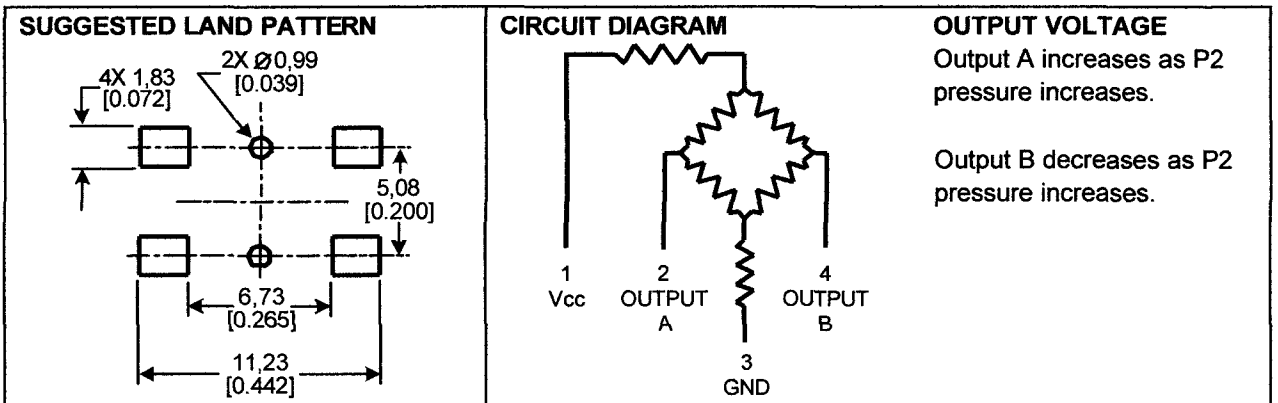 SUGGESTED LAND PATTERN
2X Ø 0,99
[0.039]
4X 1,83
[0.072]
5,08
[0.200]
6,73
[0.265]
11,23
[0.442]
CIRCUIT DIAGRAM
1
Vcc
2
OUTPUT
A
4
OUTPUT
B
3
GND
OUTPUT VOLTAGE
Output A increases as P2
pressure increases.
Output B decreases as P2
pressure increases.